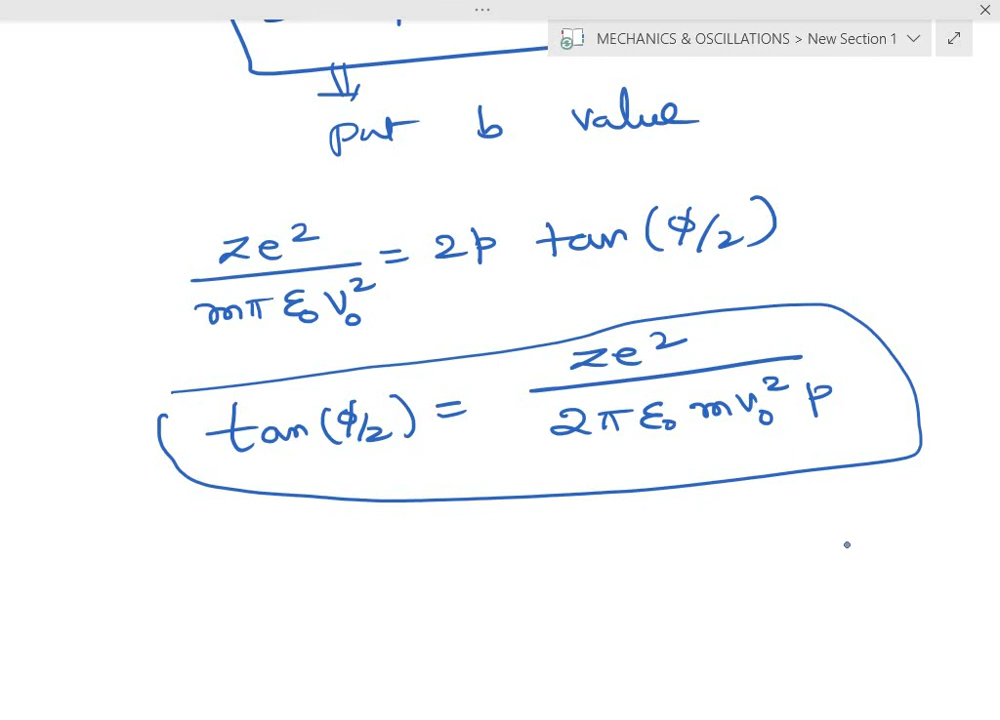 MECHANICS & OSCILLATIONS > New Section 1
put b value
ze²/mπε₀v₀² = 2p tan(φ/2)
tan(φ/2) = ze²/2πε₀mv₀²p